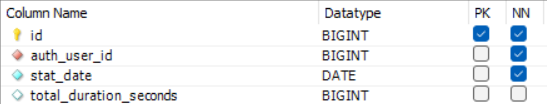 Column Name Datatype PK NN
id BIGINT
auth_user_id BIGINT
stat_date DATE
total_duration_seconds BIGINT